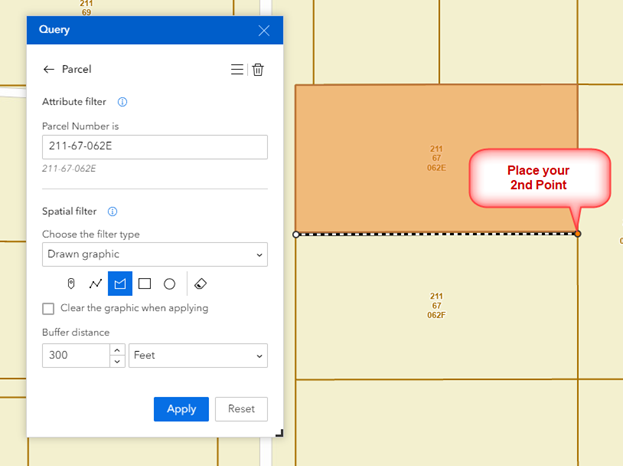 211
69
Query
Parcel
Attribute filter
Parcel Number is
211-67-062E
211-67-062E
Spatial filter
Choose the filter type
Drawn graphic
Clear the graphic when applying
Buffer distance
300
Feet
Apply
Reset
211
67
062E
Place your
2nd Point
211
67
062F